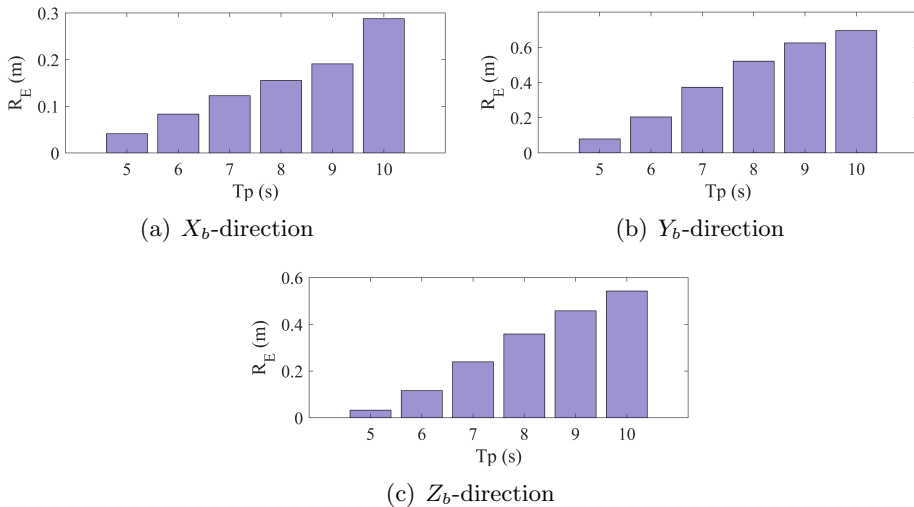 0.3
0.2
0.1
0
R_E (m)
5 6 7 8 9 10
Tp (s)
(a) X_b-direction
0.6
0.4
0.2
0
R_E (m)
5 6 7 8 9 10
Tp (s)
(b) Y_b-direction
0.6
0.4
0.2
0
R_E (m)
5 6 7 8 9 10
Tp (s)
(c) Z_b-direction